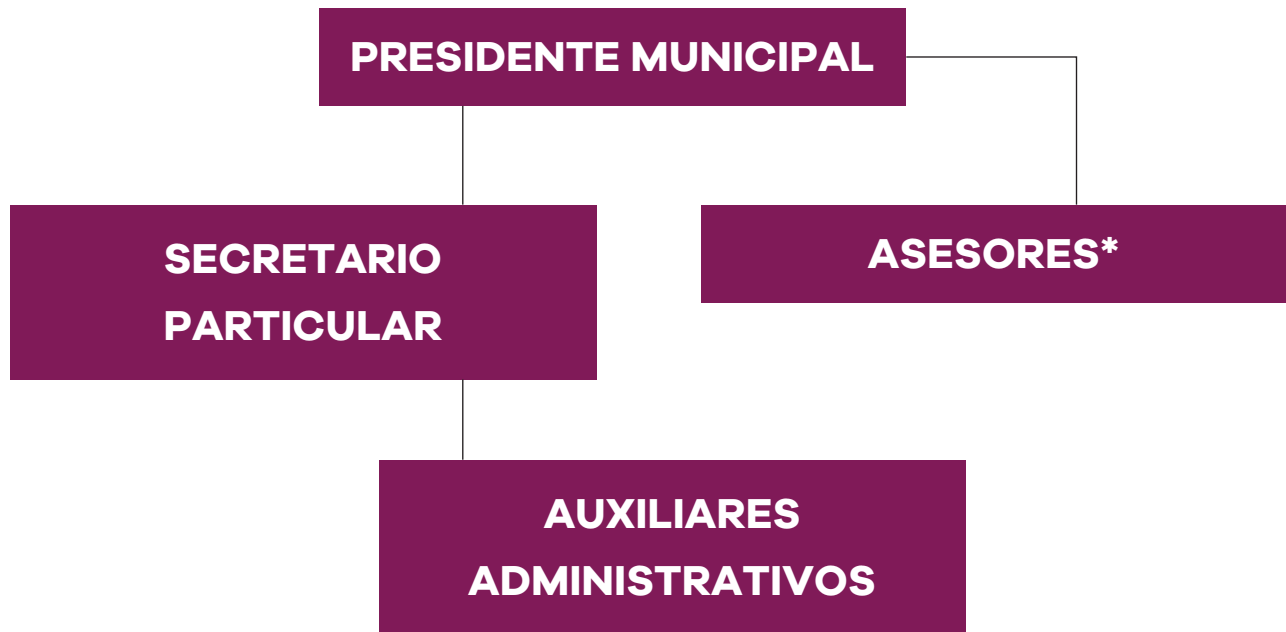 PRESIDENTE MUNICIPAL
SECRETARIO
PARTICULAR
ASESORES*
AUXILIARES
ADMINISTRATIVOS